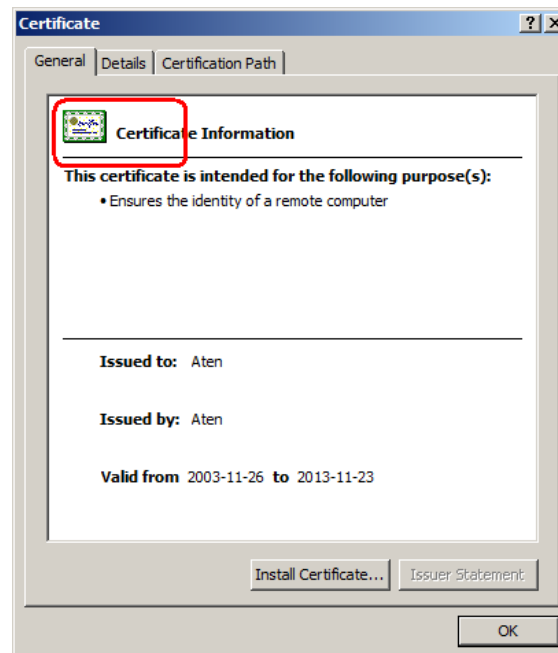 Certificate
General Details Certification Path
Certificate Information
This certificate is intended for the following purpose(s):
• Ensures the identity of a remote computer
Issued to: Aten
Issued by: Aten
Valid from 2003-11-26 to 2013-11-23
Install Certificate... Issuer Statement
OK